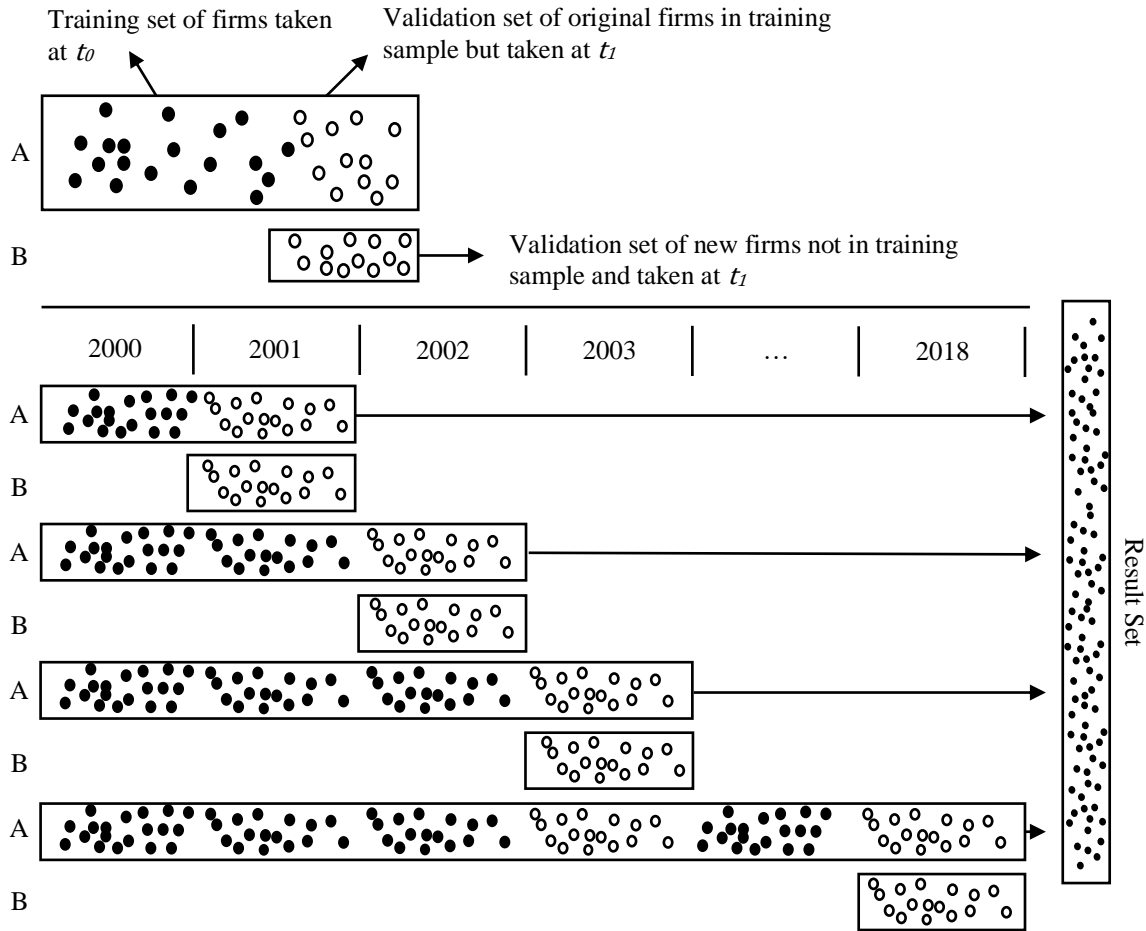 Training set of firms taken
at t0
Validation set of original firms in training
sample but taken at t1
A
B
Validation set of new firms not in training
sample and taken at t1
2000 2001 2002 2003 … 2018
A
B
A
B
A
B
A
B
Result Set